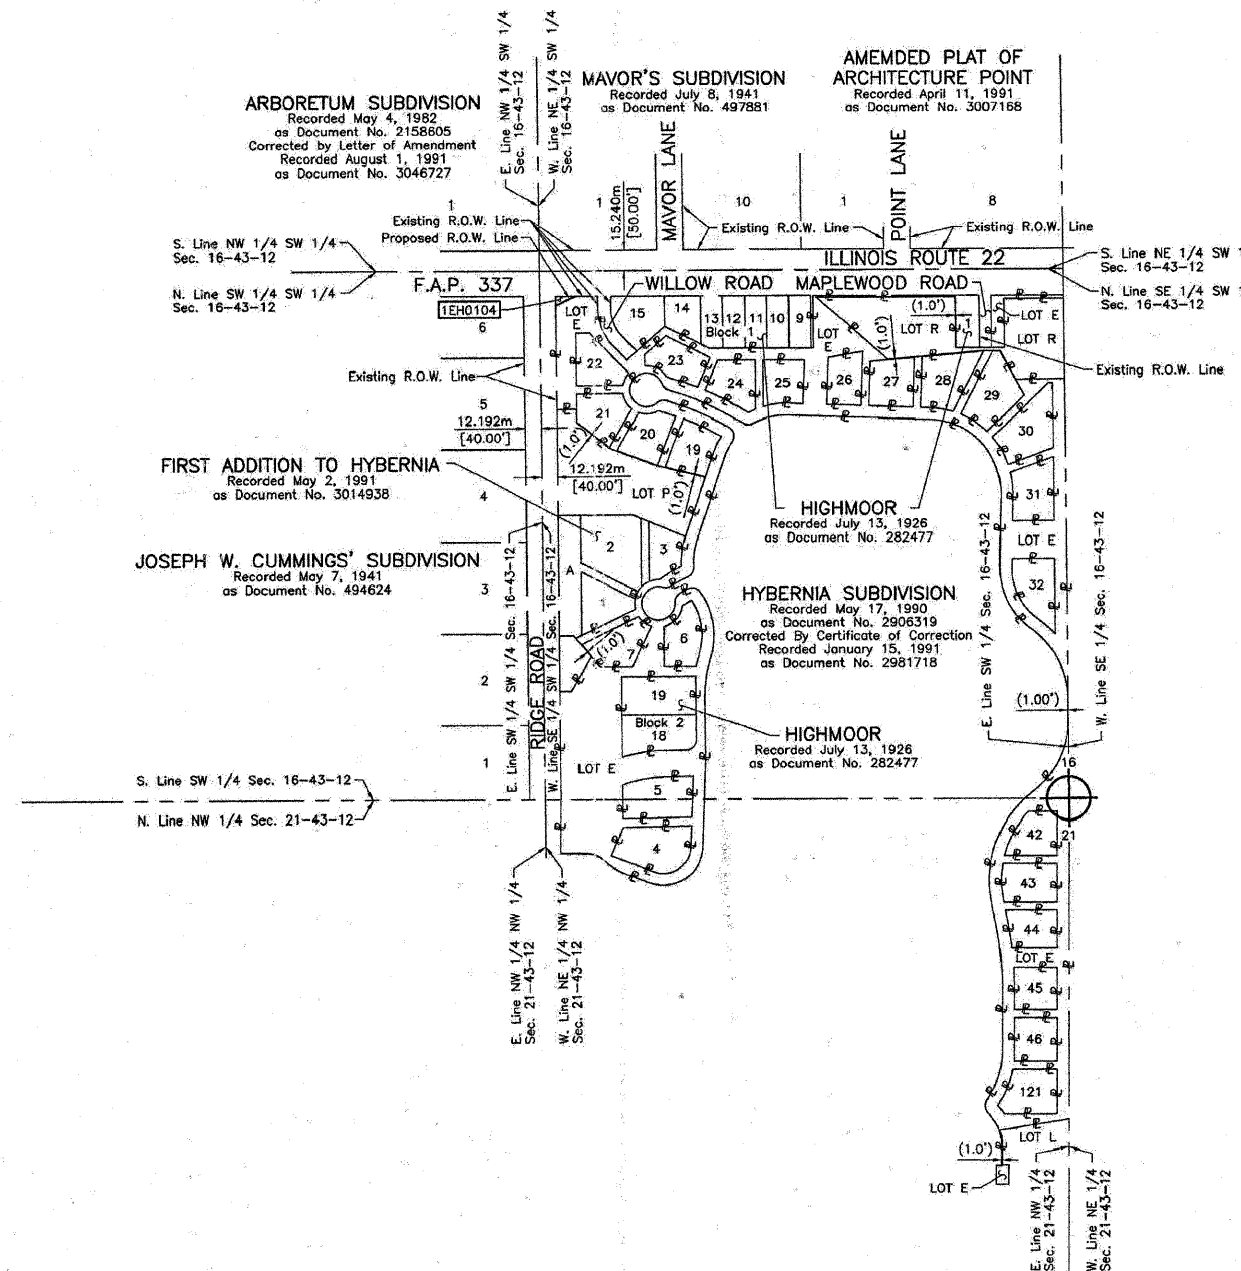 E. Line NW 1/4 SW 1/4
Sec. 16-43-12
W. Line NE 1/4 SW 1/4
Sec. 16-43-12
ARBORETUM SUBDIVISION
Recorded May 4, 1982
as Document No. 2158605
Corrected by Letter of Amendment
Recorded August 1, 1991
as Document No. 3046727
MAVOR'S SUBDIVISION
Recorded July 8, 1941
as Document No. 497881
AMEMDED PLAT OF
ARCHITECTURE POINT
Recorded April 11, 1991
as Document No. 3007168
MAVOR LANE
POINT LANE
1
1
10
1
8
15.240m
[50.00']
Existing R.O.W. Line
Proposed R.O.W. Line
Existing R.O.W. Line
Existing R.O.W. Line
S. Line NW 1/4 SW 1/4
Sec. 16-43-12
N. Line SW 1/4 SW 1/4
Sec. 16-43-12
ILLINOIS ROUTE 22
S. Line NE 1/4 SW 1
Sec. 16-43-12
N. Line SE 1/4 SW 1
Sec. 16-43-12
F.A.P. 337
WILLOW ROAD
MAPLEWOOD ROAD
1EH0104
6
LOT
E
15
14
13
12
11
10
9
Block 1
LOT
E
(1.0')
(1.0')
LOT R
1
LOT E
LOT R
Existing R.O.W. Line
Existing R.O.W. Line
22
23
24
25
26
27
28
29
30
31
5
12.192m
[40.00']
21
20
19
(1.0')
12.192m
[40.00']
LOT P
(1.0')
FIRST ADDITION TO HYBERNIA
Recorded May 2, 1991
as Document No. 3014938
4
HIGHMOOR
Recorded July 13, 1926
as Document No. 282477
LOT E
32
JOSEPH W. CUMMINGS' SUBDIVISION
Recorded May 7, 1941
as Document No. 494624
3
A
2
3
HYBERNIA SUBDIVISION
Recorded May 17, 1990
as Document No. 2906319
Corrected By Certificate of Correction
Recorded January 15, 1991
as Document No. 2981718
E. Line SW 1/4 SW 1/4 Sec. 16-43-12
W. Line SE 1/4 SW 1/4 Sec. 16-43-12
RIDGE ROAD
E. Line SW 1/4 Sec. 16-43-12
W. Line SE 1/4 Sec. 16-43-12
(1.0')
7
6
2
19
Block 2
18
(1.00')
HIGHMOOR
Recorded July 13, 1926
as Document No. 282477
1
LOT E
16
S. Line SW 1/4 Sec. 16-43-12
N. Line NW 1/4 Sec. 21-43-12
5
4
21
42
43
44
LOT E
45
46
121
LOT L
(1.0')
LOT E
E. Line NW 1/4 NW 1/4
Sec. 21-43-12
W. Line NE 1/4 NW 1/4
Sec. 21-43-12
E. Line NW 1/4
Sec. 21-43-12
W. Line NE 1/4
Sec. 21-43-12